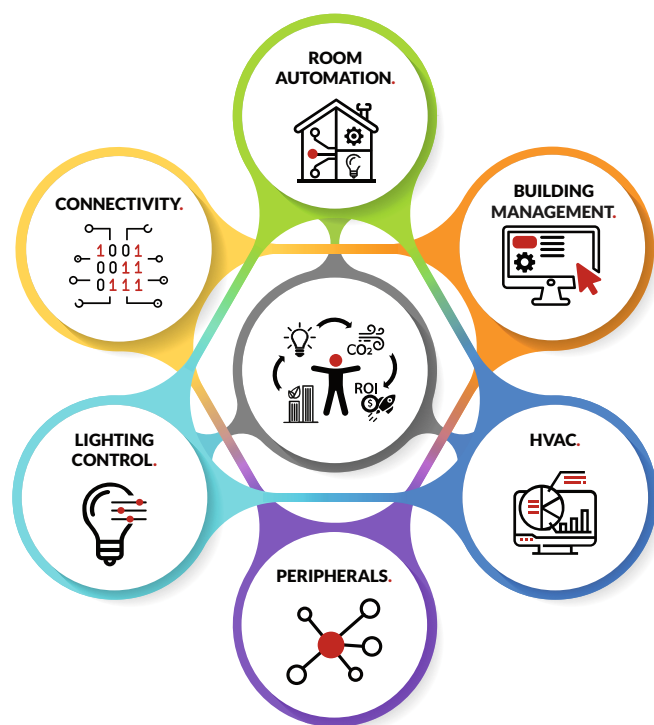 ROOM
AUTOMATION.
CONNECTIVITY.
1001
0011
0111
BUILDING
MANAGEMENT.
CO₂
ROI
$
LIGHTING
CONTROL.
HVAC.
PERIPHERALS.